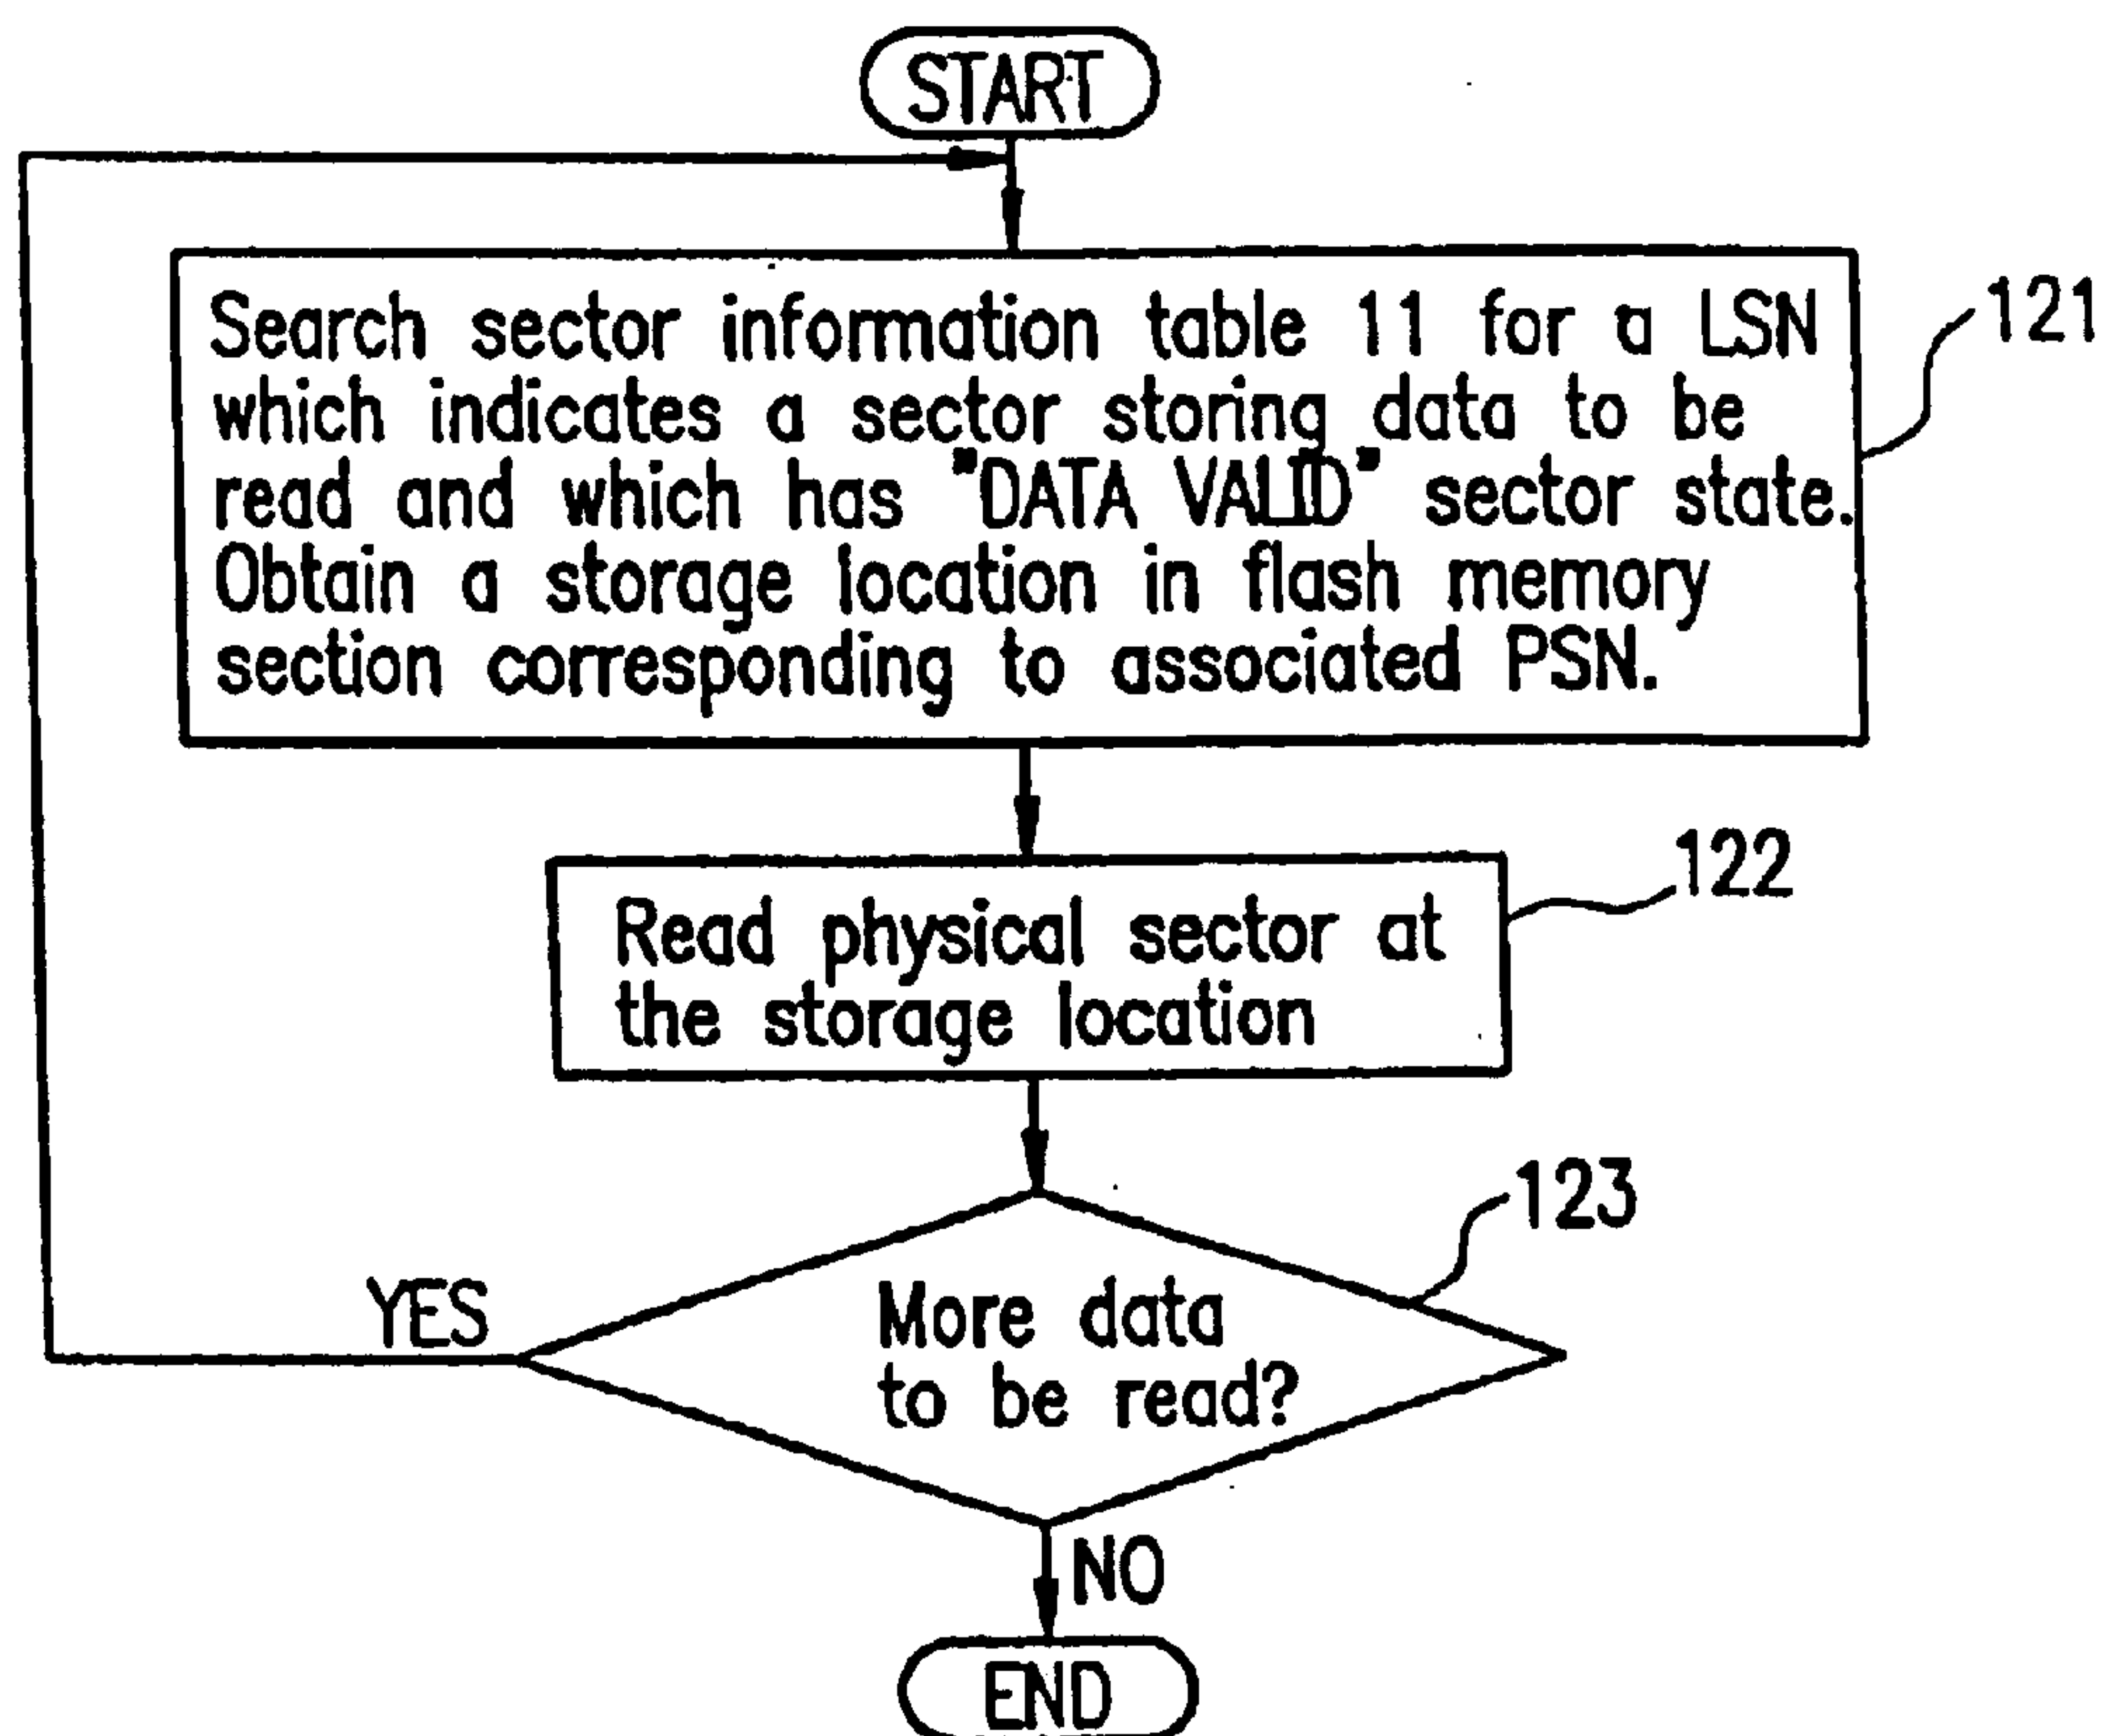 START
Search sector information table 11 for a LSN
which indicates a sector storing data to be
read and which has "DATA VALID" sector state.
Obtain a storage location in flash memory
section corresponding to associated PSN.
121
Read physical sector at
the storage location
122
123
More data
to be read?
YES
NO
END